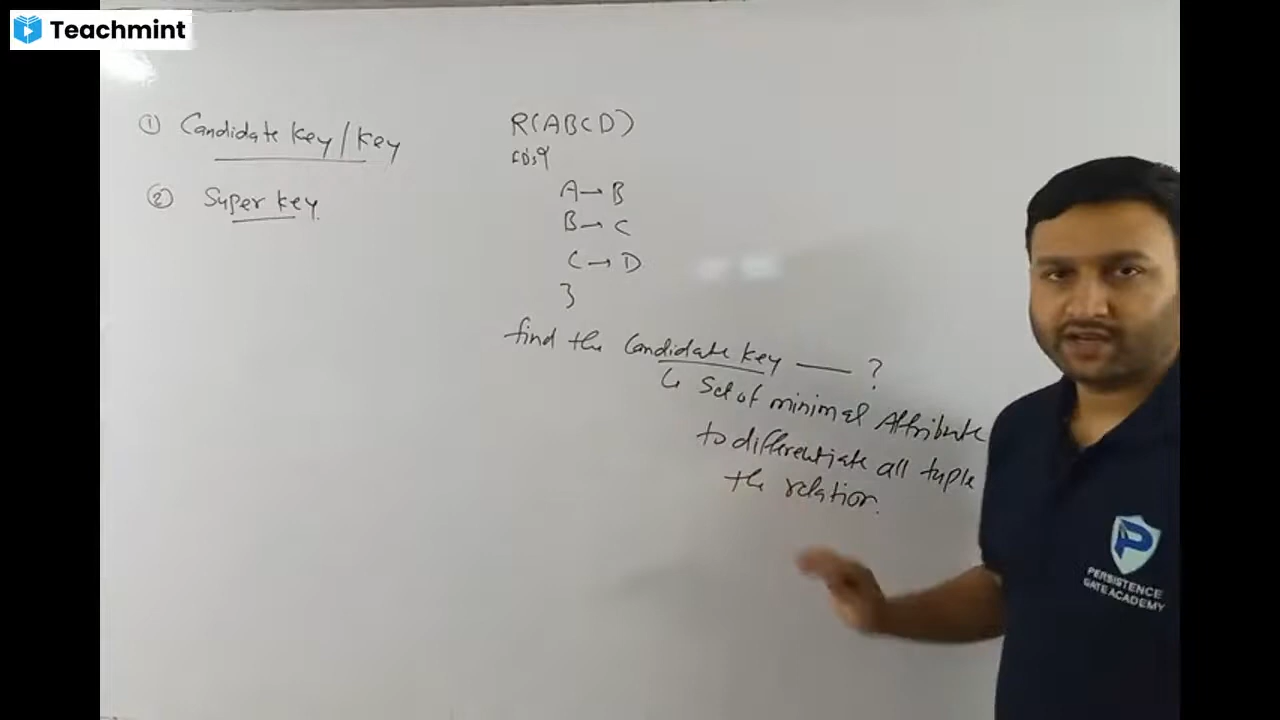 Teachmint
① Candidate key / key
② Super key
R(ABCD)
A → B
B → C
C → D
}
find the Candidate key — ?
↳ Set of minimal Attribute
to differentiate all tuple
the relation.
PERSISTENCE
GATE ACADEMY